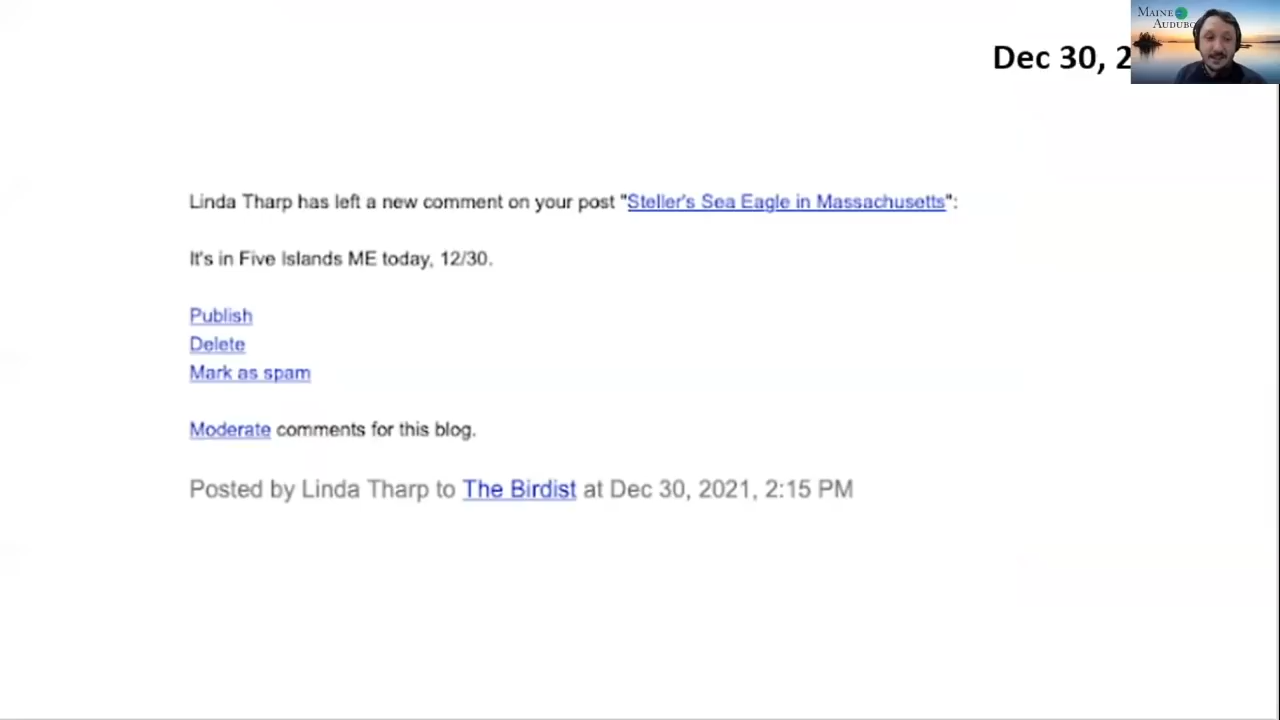 MAINE
AUDUBO
Dec 30, 2
Linda Tharp has left a new comment on your post "Steller's Sea Eagle in Massachusetts":
It's in Five Islands ME today, 12/30.
Publish
Delete
Mark as spam
Moderate comments for this blog.
Posted by Linda Tharp to The Birdist at Dec 30, 2021, 2:15 PM